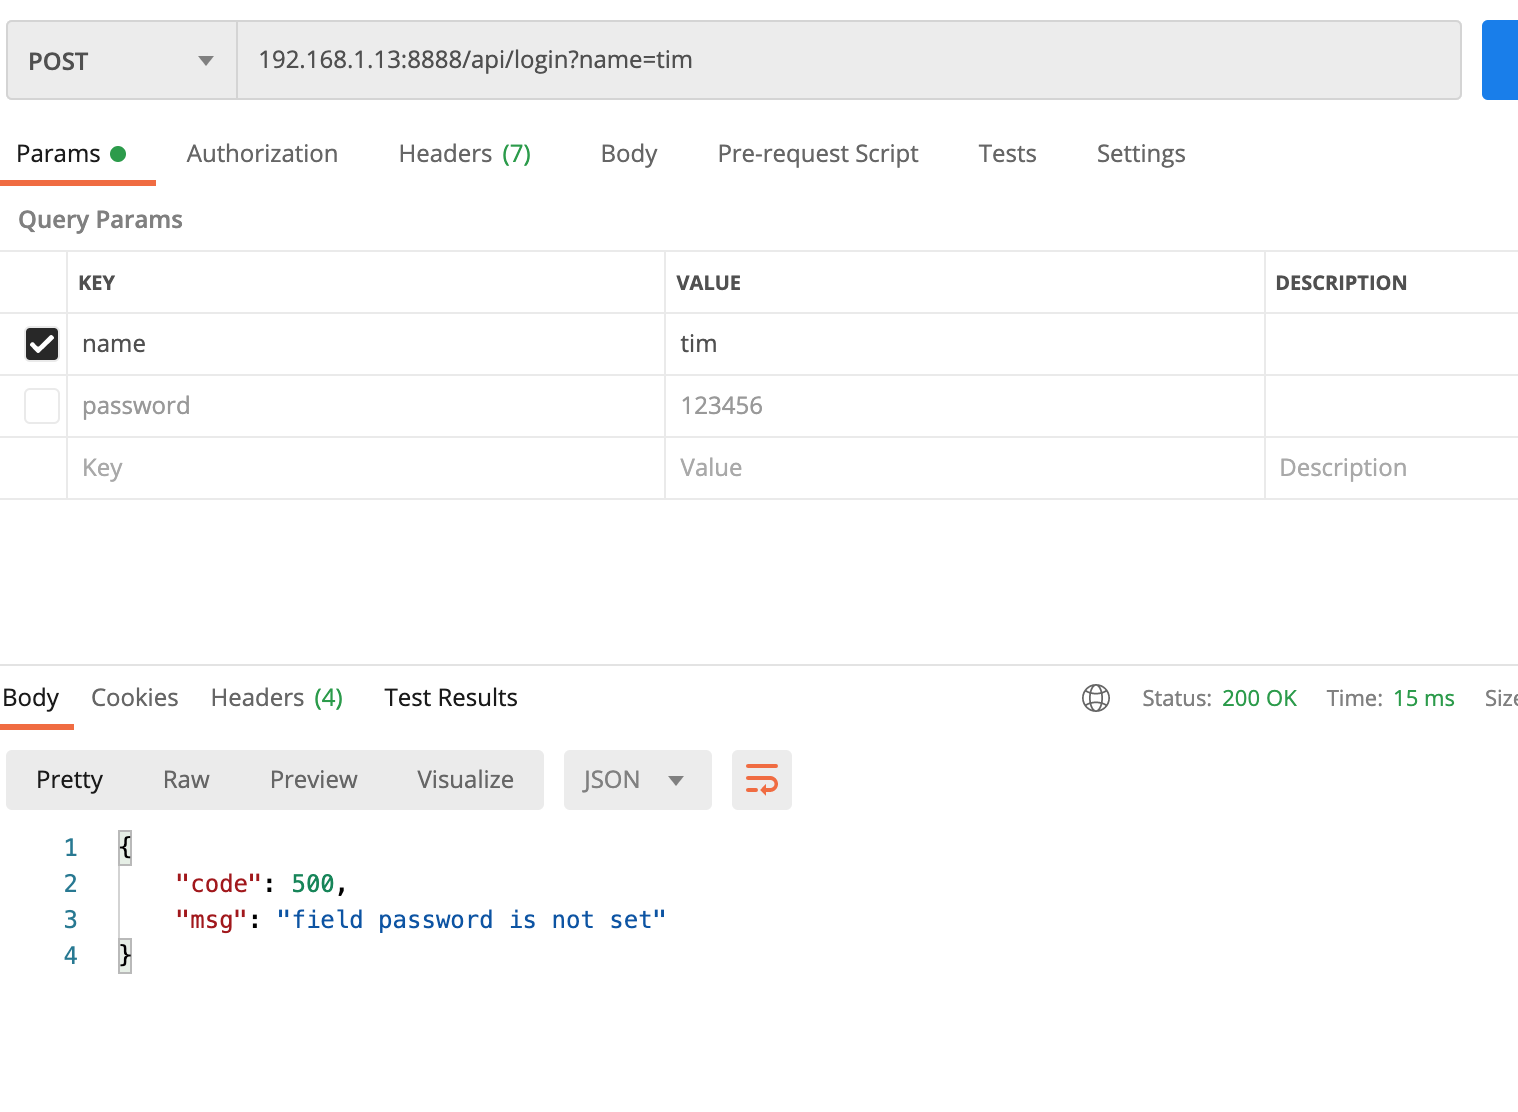 POST 192.168.1.13:8888/api/login?name=tim
Params Authorization Headers (7) Body Pre-request Script Tests Settings
Query Params
KEY VALUE DESCRIPTION
name tim
password 123456
Key Value Description
Body Cookies Headers (4) Test Results Status: 200 OK Time: 15 ms Size
Pretty Raw Preview Visualize JSON
1 {
2 "code": 500,
3 "msg": "field password is not set"
4 }